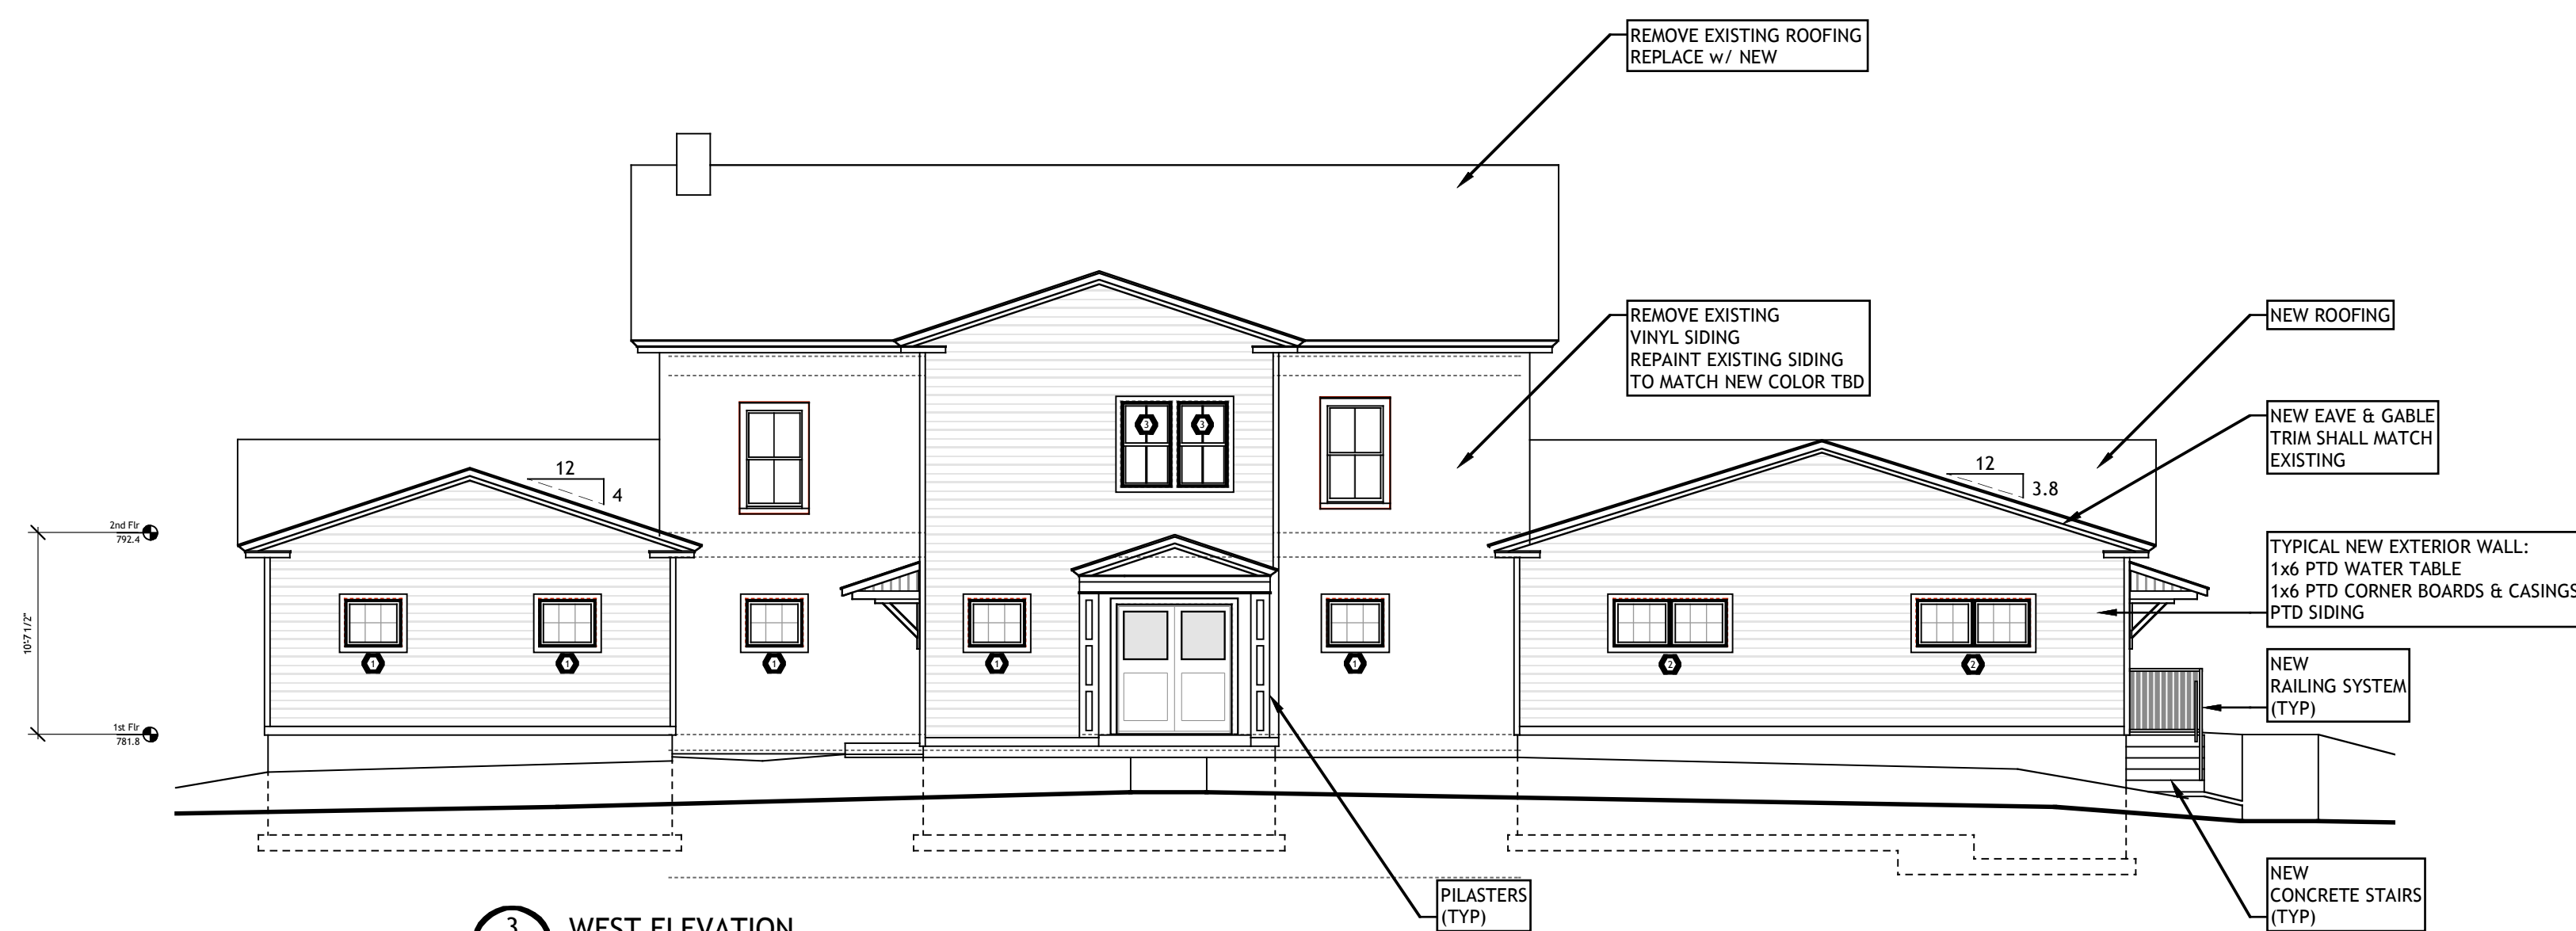 REMOVE EXISTING ROOFING
REPLACE w/ NEW
REMOVE EXISTING
VINYL SIDING
REPAINT EXISTING SIDING
TO MATCH NEW COLOR TBD
NEW ROOFING
NEW EAVE & GABLE
TRIM SHALL MATCH
EXISTING
12
4
12
3.8
3
3
2nd Flr
792.4
TYPICAL NEW EXTERIOR WALL:
1x6 PTD WATER TABLE
1x6 PTD CORNER BOARDS & CASINGS
PTD SIDING
10'-7 1/2"
1
1
1
1
1
2
2
NEW
RAILING SYSTEM
(TYP)
1st Flr
781.8
PILASTERS
(TYP)
NEW
CONCRETE STAIRS
(TYP)
3
WEST ELEVATION